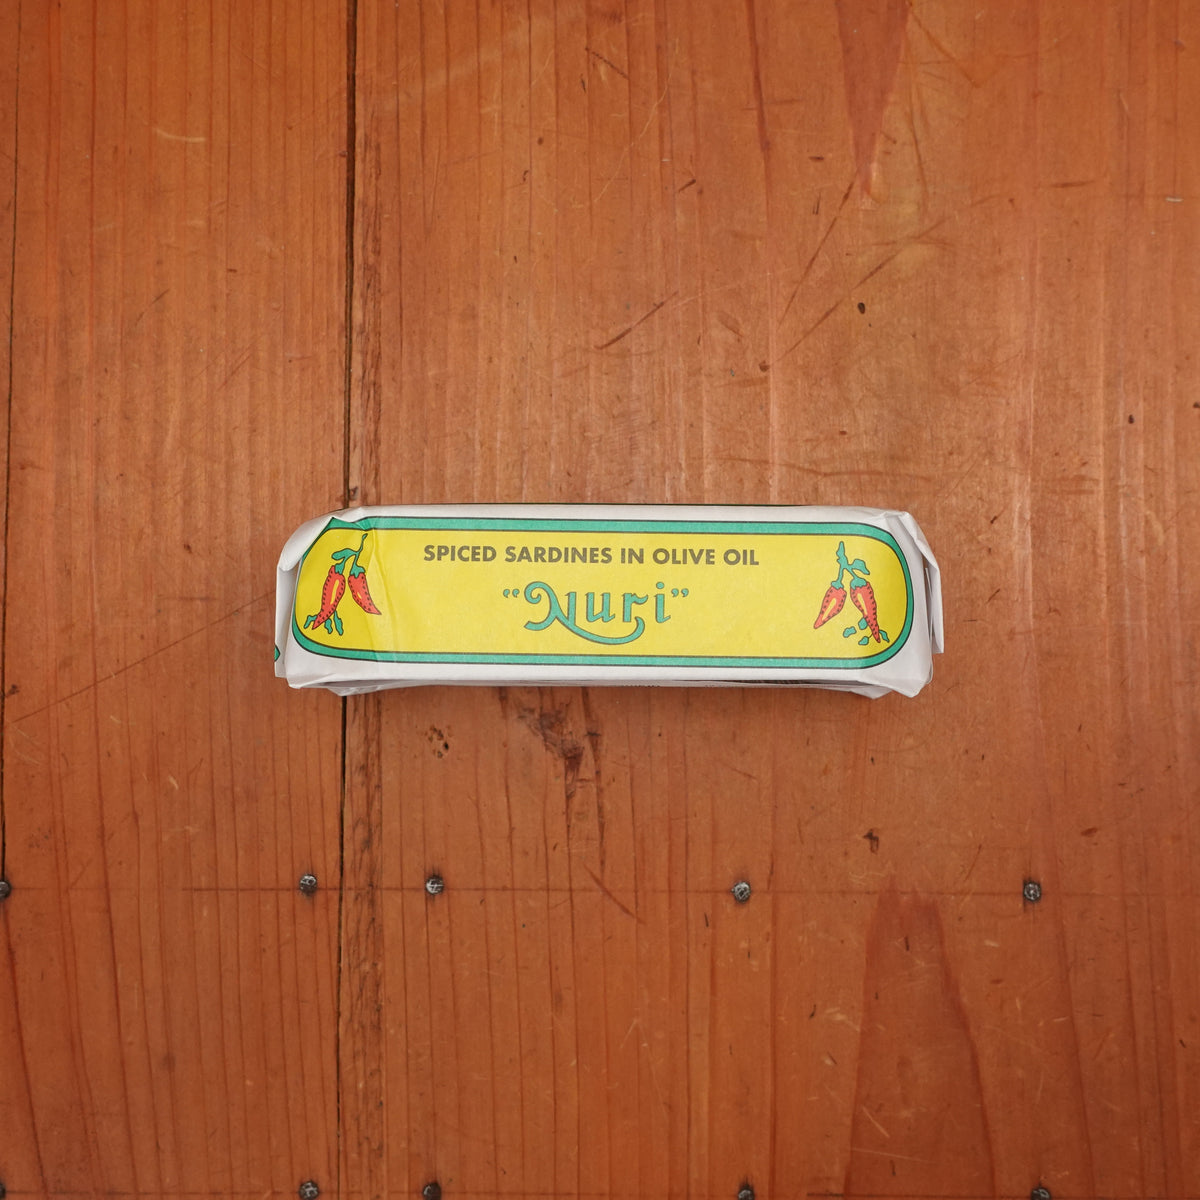 SPICED SARDINES IN OLIVE OIL
"Nuri"